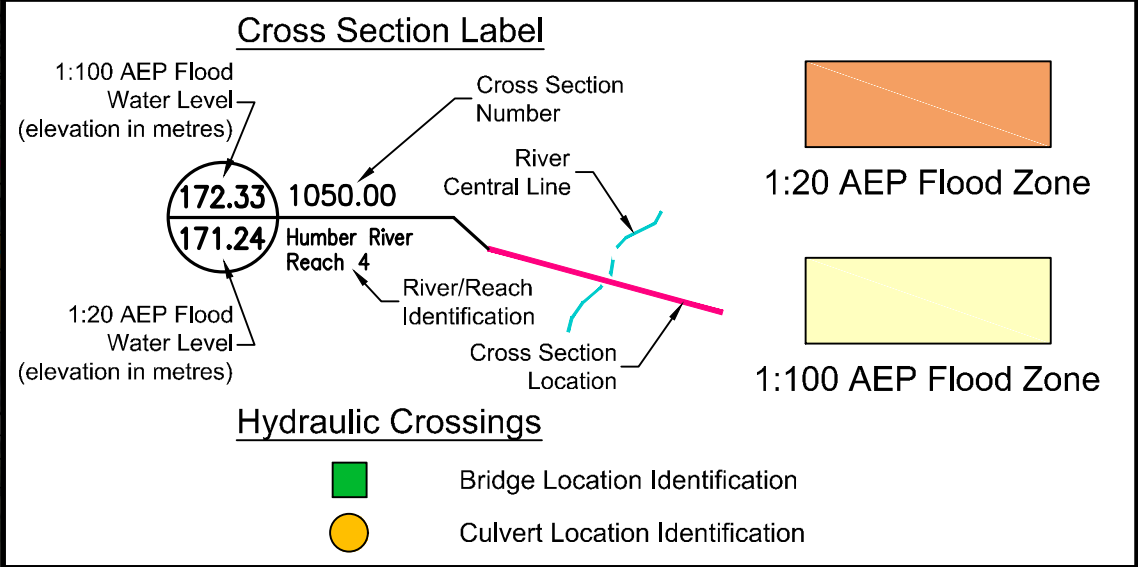 Cross Section Label
1:100 AEP Flood
Water Level
(elevation in metres)
Cross Section
Number
River
Central Line
172.33
1050.00
171.24
Humber River
Reach 4
River/Reach
Identification
1:20 AEP Flood
Water Level
(elevation in metres)
Cross Section
Location
1:20 AEP Flood Zone
1:100 AEP Flood Zone
Hydraulic Crossings
Bridge Location Identification
Culvert Location Identification